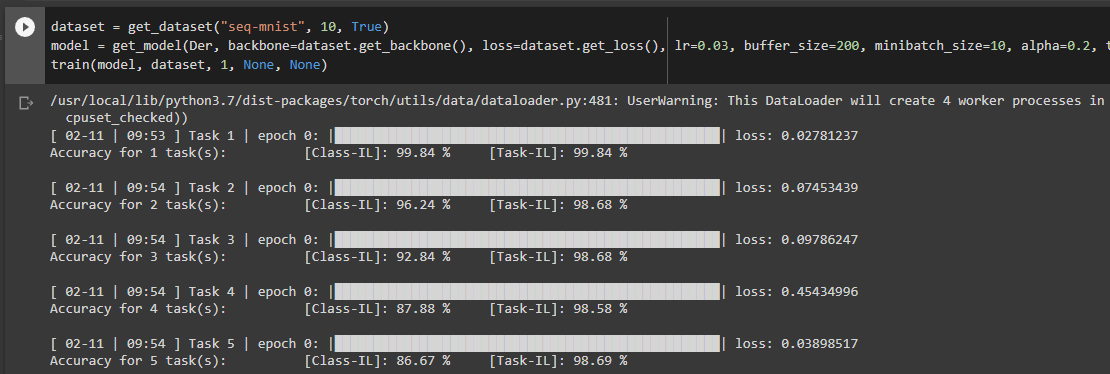 dataset = get_dataset("seq-mnist", 10, True)
model = get_model(Der, backbone=dataset.get_backbone(), loss=dataset.get_loss(), lr=0.03, buffer_size=200, minibatch_size=10, alpha=0.2, t
train(model, dataset, 1, None, None)
/usr/local/lib/python3.7/dist-packages/torch/utils/data/dataloader.py:481: UserWarning: This DataLoader will create 4 worker processes in
cpuset_checked))
[ 02-11 | 09:53 ] Task 1 | epoch 0: || loss: 0.02781237
Accuracy for 1 task(s): [Class-IL]: 99.84 % [Task-IL]: 99.84 %
[ 02-11 | 09:54 ] Task 2 | epoch 0: || loss: 0.07453439
Accuracy for 2 task(s): [Class-IL]: 96.24 % [Task-IL]: 98.68 %
[ 02-11 | 09:54 ] Task 3 | epoch 0: || loss: 0.09786247
Accuracy for 3 task(s): [Class-IL]: 92.84 % [Task-IL]: 98.68 %
[ 02-11 | 09:54 ] Task 4 | epoch 0: || loss: 0.45434996
Accuracy for 4 task(s): [Class-IL]: 87.88 % [Task-IL]: 98.58 %
[ 02-11 | 09:54 ] Task 5 | epoch 0: || loss: 0.03898517
Accuracy for 5 task(s): [Class-IL]: 86.67 % [Task-IL]: 98.69 %